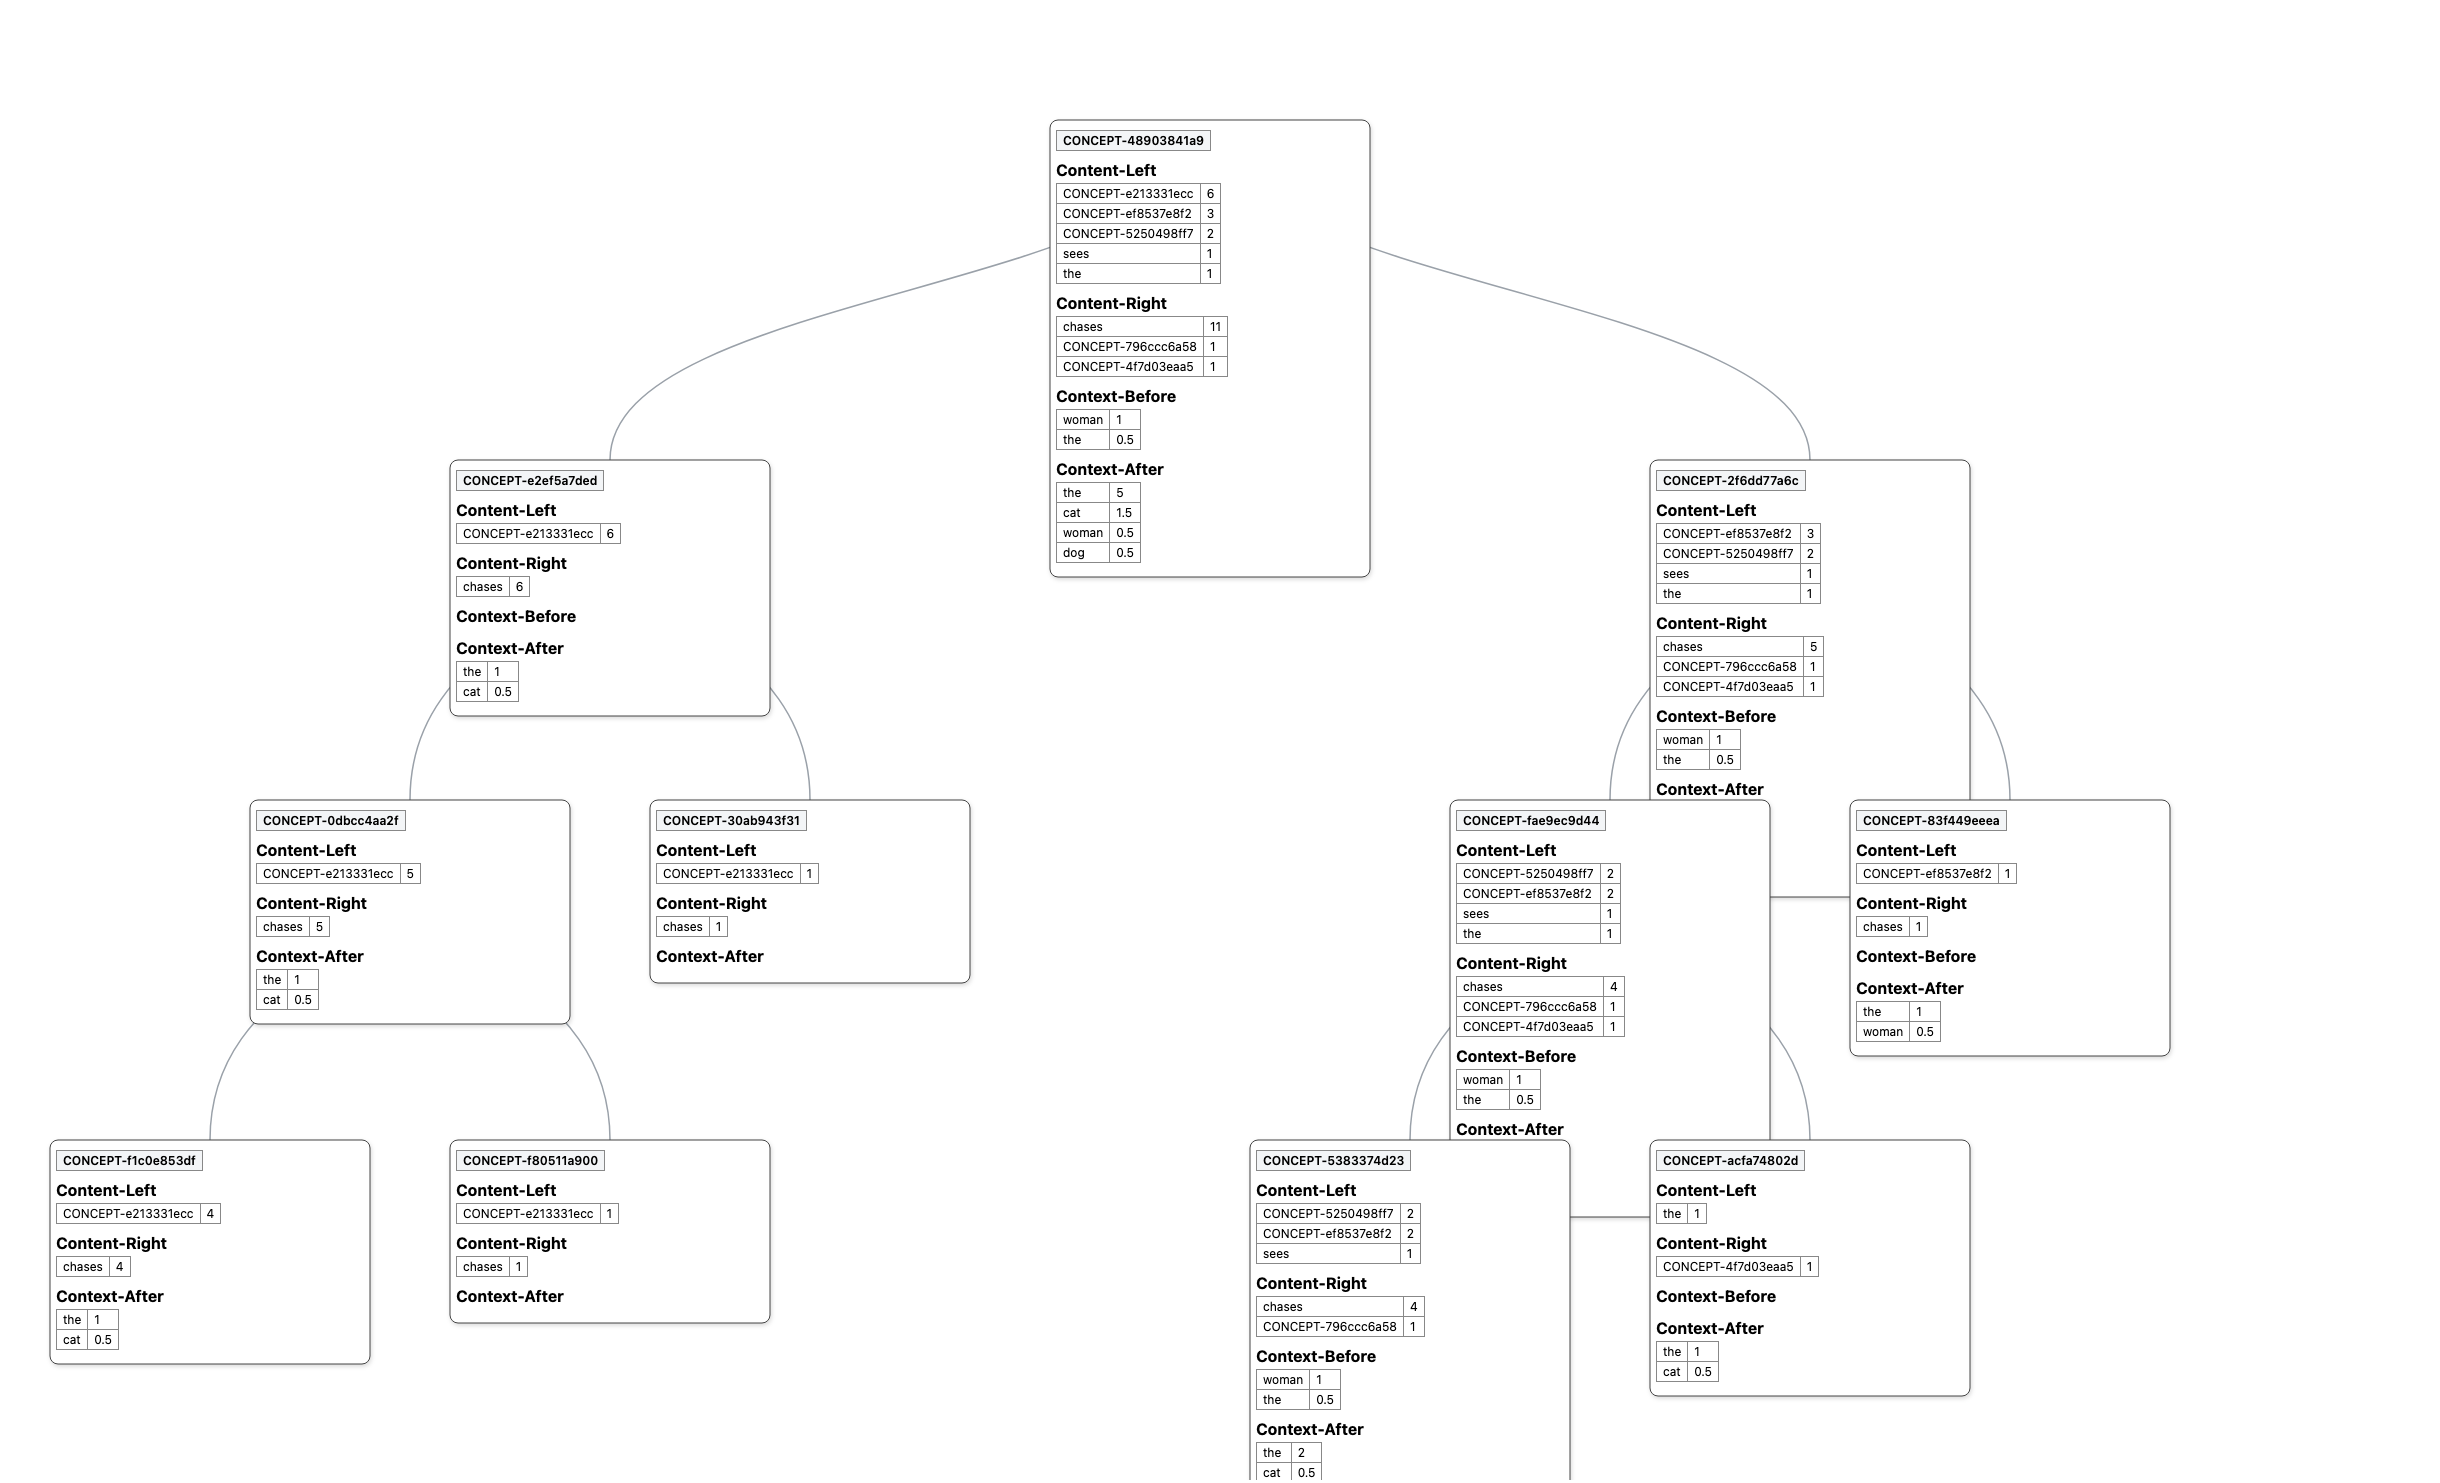 CONCEPT-48903841a9
Content-Left
CONCEPT-e213331ecc 6
CONCEPT-ef8537e8f2 3
CONCEPT-5250498ff7 2
sees 1
the 1
Content-Right
chases 11
CONCEPT-796ccc6a58 1
CONCEPT-4f7d03eaa5 1
Context-Before
woman 1
the 0.5
Context-After
the 5
cat 1.5
woman 0.5
dog 0.5
CONCEPT-e2ef5a7ded
Content-Left
CONCEPT-e213331ecc 6
Content-Right
chases 6
Context-Before
Context-After
the 1
cat 0.5
CONCEPT-2f6dd77a6c
Content-Left
CONCEPT-ef8537e8f2 3
CONCEPT-5250498ff7 2
sees 1
the 1
Content-Right
chases 5
CONCEPT-796ccc6a58 1
CONCEPT-4f7d03eaa5 1
Context-Before
woman 1
the 0.5
Context-After
CONCEPT-0dbcc4aa2f
Content-Left
CONCEPT-e213331ecc 5
Content-Right
chases 5
Context-After
the 1
cat 0.5
CONCEPT-30ab943f31
Content-Left
CONCEPT-e213331ecc 1
Content-Right
chases 1
Context-After
CONCEPT-fae9ec9d44
Content-Left
CONCEPT-5250498ff7 2
CONCEPT-ef8537e8f2 2
sees 1
the 1
Content-Right
chases 4
CONCEPT-796ccc6a58 1
CONCEPT-4f7d03eaa5 1
Context-Before
woman 1
the 0.5
Context-After
CONCEPT-83f449eeea
Content-Left
CONCEPT-ef8537e8f2 1
Content-Right
chases 1
Context-Before
Context-After
the 1
woman 0.5
CONCEPT-f1c0e853df
Content-Left
CONCEPT-e213331ecc 4
Content-Right
chases 4
Context-After
the 1
cat 0.5
CONCEPT-f80511a900
Content-Left
CONCEPT-e213331ecc 1
Content-Right
chases 1
Context-After
CONCEPT-5383374d23
Content-Left
CONCEPT-5250498ff7 2
CONCEPT-ef8537e8f2 2
sees 1
Content-Right
chases 4
CONCEPT-796ccc6a58 1
Context-Before
woman 1
the 0.5
Context-After
the 2
cat 0.5
CONCEPT-acfa74802d
Content-Left
the 1
Content-Right
CONCEPT-4f7d03eaa5 1
Context-Before
Context-After
the 1
cat 0.5